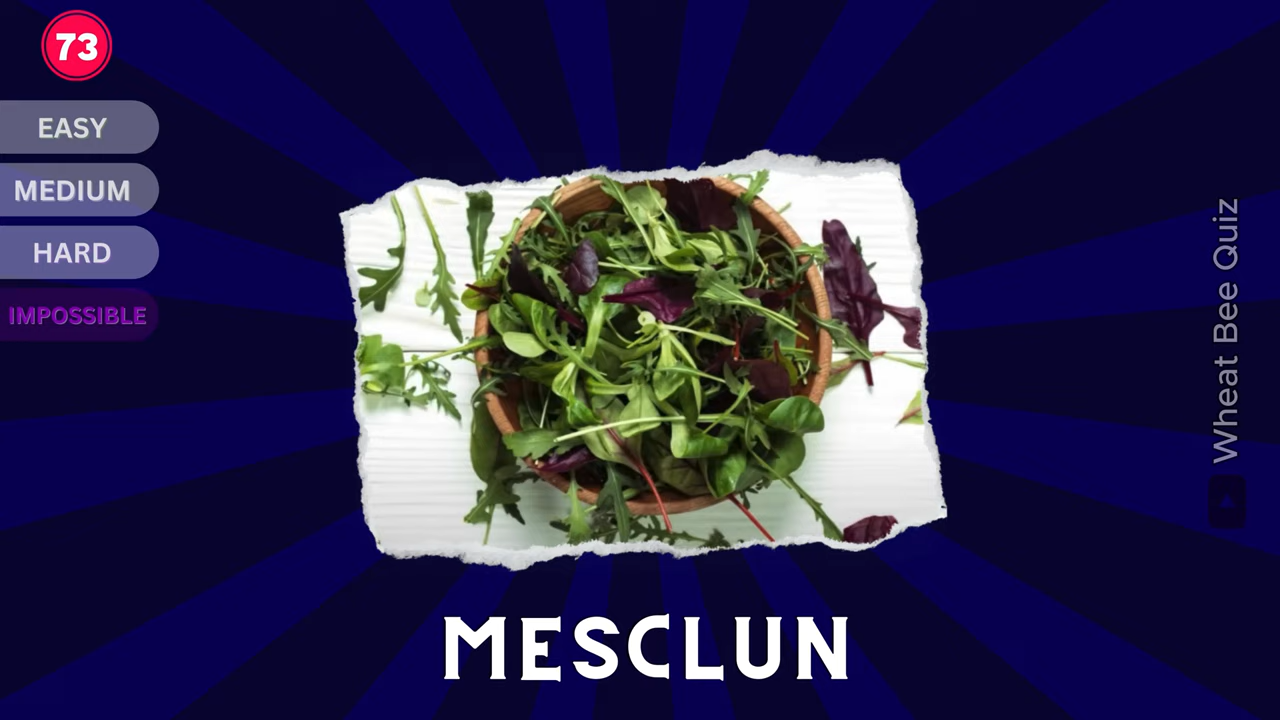 73
EASY
MEDIUM
HARD
IMPOSSIBLE
Wheat Bee Quiz
MESCLUN